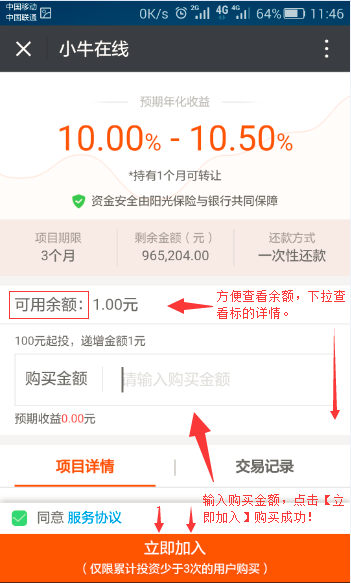 中国移动
中国联通
0K/s 2G 4G 4G 64% 11:46
小牛在线
预期年化收益
10.00% - 10.50%
*持有1个月可转让
资金安全由阳光保险与银行共同保障
项目期限 剩余金额（元） 还款方式
3个月 965,204.00 一次性还款
可用余额：1.00元
方便查看余额，下拉查
看标的详情。
100元起投，递增金额1元
购买金额 请输入购买金额
预期收益0.00元
项目详情 交易记录
输入购买金额，点击【立
即加入】购买成功！
同意 服务协议
立即加入
（仅限累计投资少于3次的用户购买）